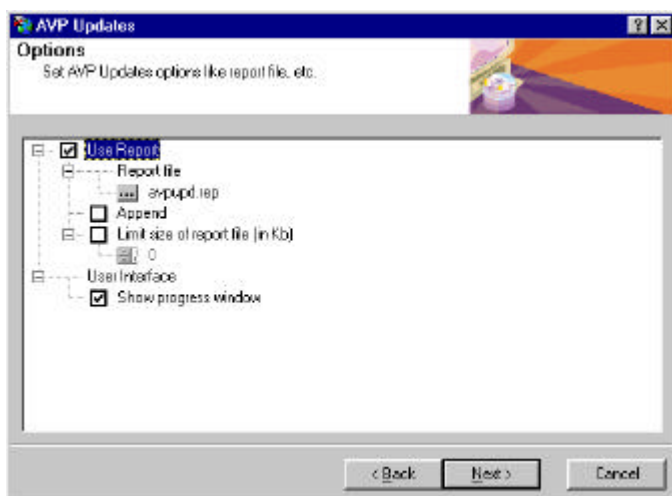 AVP Updates
Options
Set AVP Updates options like report file, etc.
Use Report
Report file
... avpupd.rep
Append
Limit size of report file (in Kb)
0
User Interface
Show progress window
< Back
Next >
Cancel